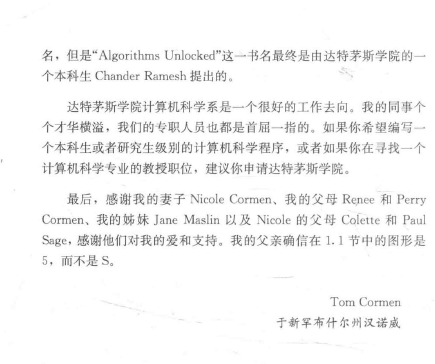 名，但是“Algorithms Unlocked”这一书名最终是由达特茅斯学院的一
个本科生 Chander Ramesh 提出的。
达特茅斯学院计算机科学系是一个很好的工作去向。我的同事个
个才华横溢，我们的专职人员也都是首屈一指的。如果你希望编写一
个本科生或者研究生级别的计算机科学程序，或者如果你在寻找一个
计算机科学专业的教授职位，建议你申请达特茅斯学院。
最后，感谢我的妻子 Nicole Cormen、我的父母 Renee 和 Perry
Cormen、我的姊妹 Jane Maslin 以及 Nicole 的父母 Colette 和 Paul
Sage，感谢他们对我的爱和支持。我的父亲确信在 1.1 节中的图形是
5，而不是 S。
Tom Cormen
于新罕布什尔州汉诺威